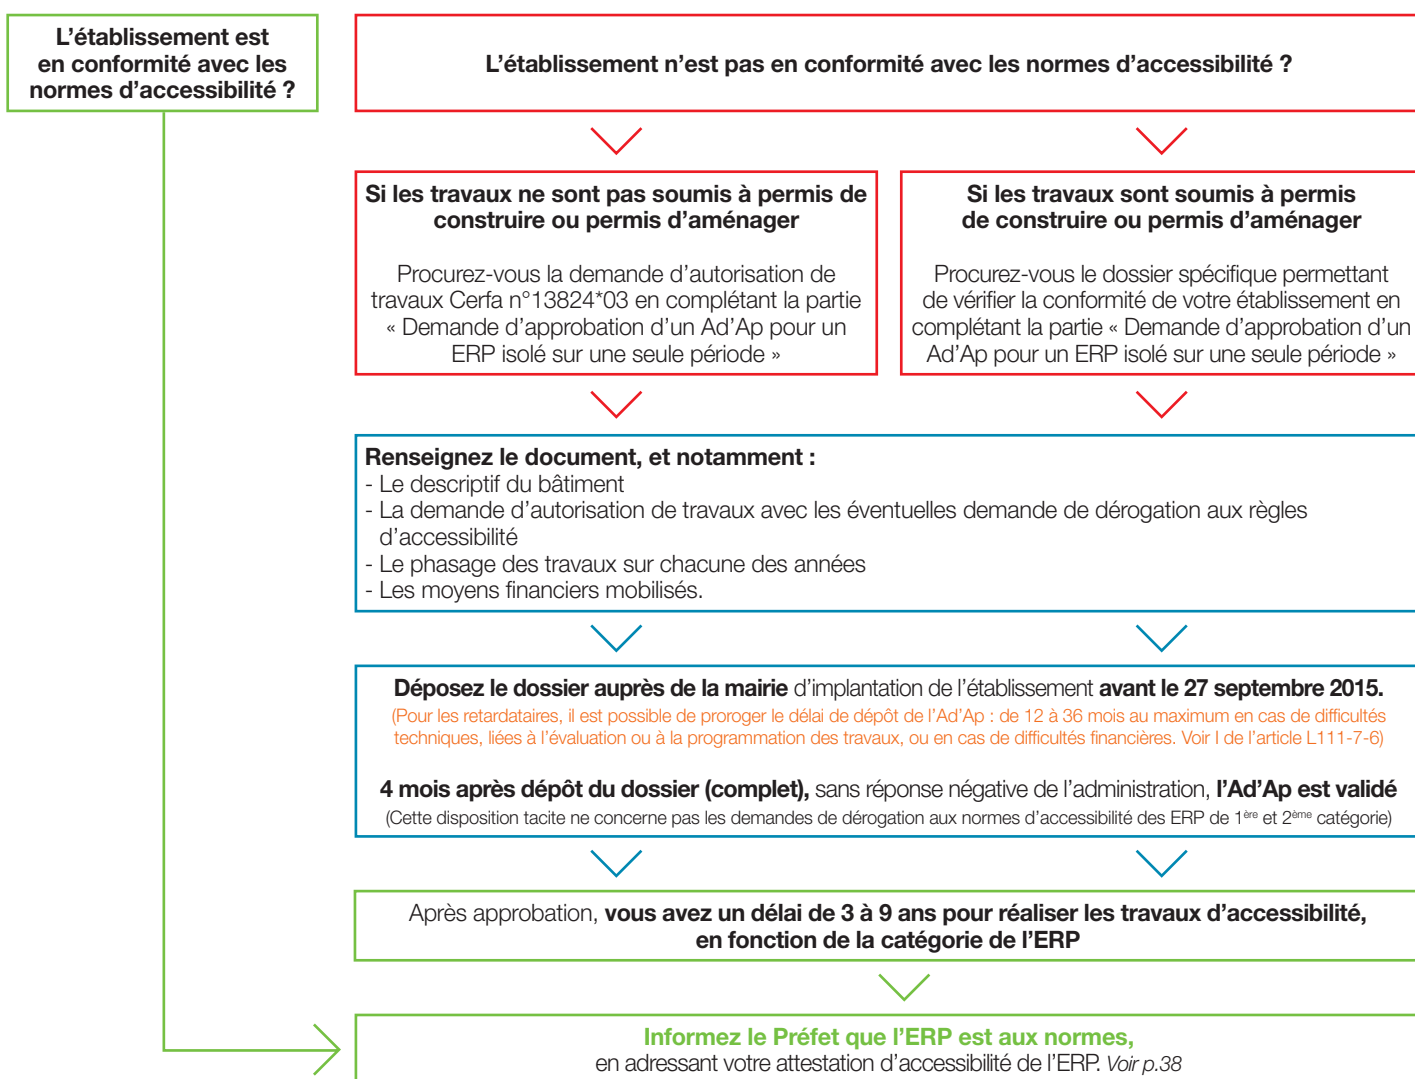 L’établissement est
en conformité avec les
normes d’accessibilité ?
L’établissement n’est pas en conformité avec les normes d’accessibilité ?
Si les travaux ne sont pas soumis à permis de
construire ou permis d’aménager
Procurez-vous la demande d’autorisation de
travaux Cerfa n°13824*03 en complétant la partie
« Demande d’approbation d’un Ad’Ap pour un
ERP isolé sur une seule période »
Si les travaux sont soumis à permis
de construire ou permis d’aménager
Procurez-vous le dossier spécifique permettant
de vérifier la conformité de votre établissement en
complétant la partie « Demande d’approbation d’un
Ad’Ap pour un ERP isolé sur une seule période »
Renseignez le document, et notamment :
- Le descriptif du bâtiment
- La demande d’autorisation de travaux avec les éventuelles demande de dérogation aux règles
d’accessibilité
- Le phasage des travaux sur chacune des années
- Les moyens financiers mobilisés.
Déposez le dossier auprès de la mairie d’implantation de l’établissement avant le 27 septembre 2015.
(Pour les retardataires, il est possible de proroger le délai de dépôt de l’Ad’Ap : de 12 à 36 mois au maximum en cas de difficultés
techniques, liées à l’évaluation ou à la programmation des travaux, ou en cas de difficultés financières. Voir I de l’article L111-7-6)
4 mois après dépôt du dossier (complet), sans réponse négative de l’administration, l’Ad’Ap est validé
(Cette disposition tacite ne concerne pas les demandes de dérogation aux normes d’accessibilité des ERP de 1ère et 2ème catégorie)
Après approbation, vous avez un délai de 3 à 9 ans pour réaliser les travaux d’accessibilité,
en fonction de la catégorie de l’ERP
Informez le Préfet que l’ERP est aux normes,
en adressant votre attestation d’accessibilité de l’ERP. Voir p.38